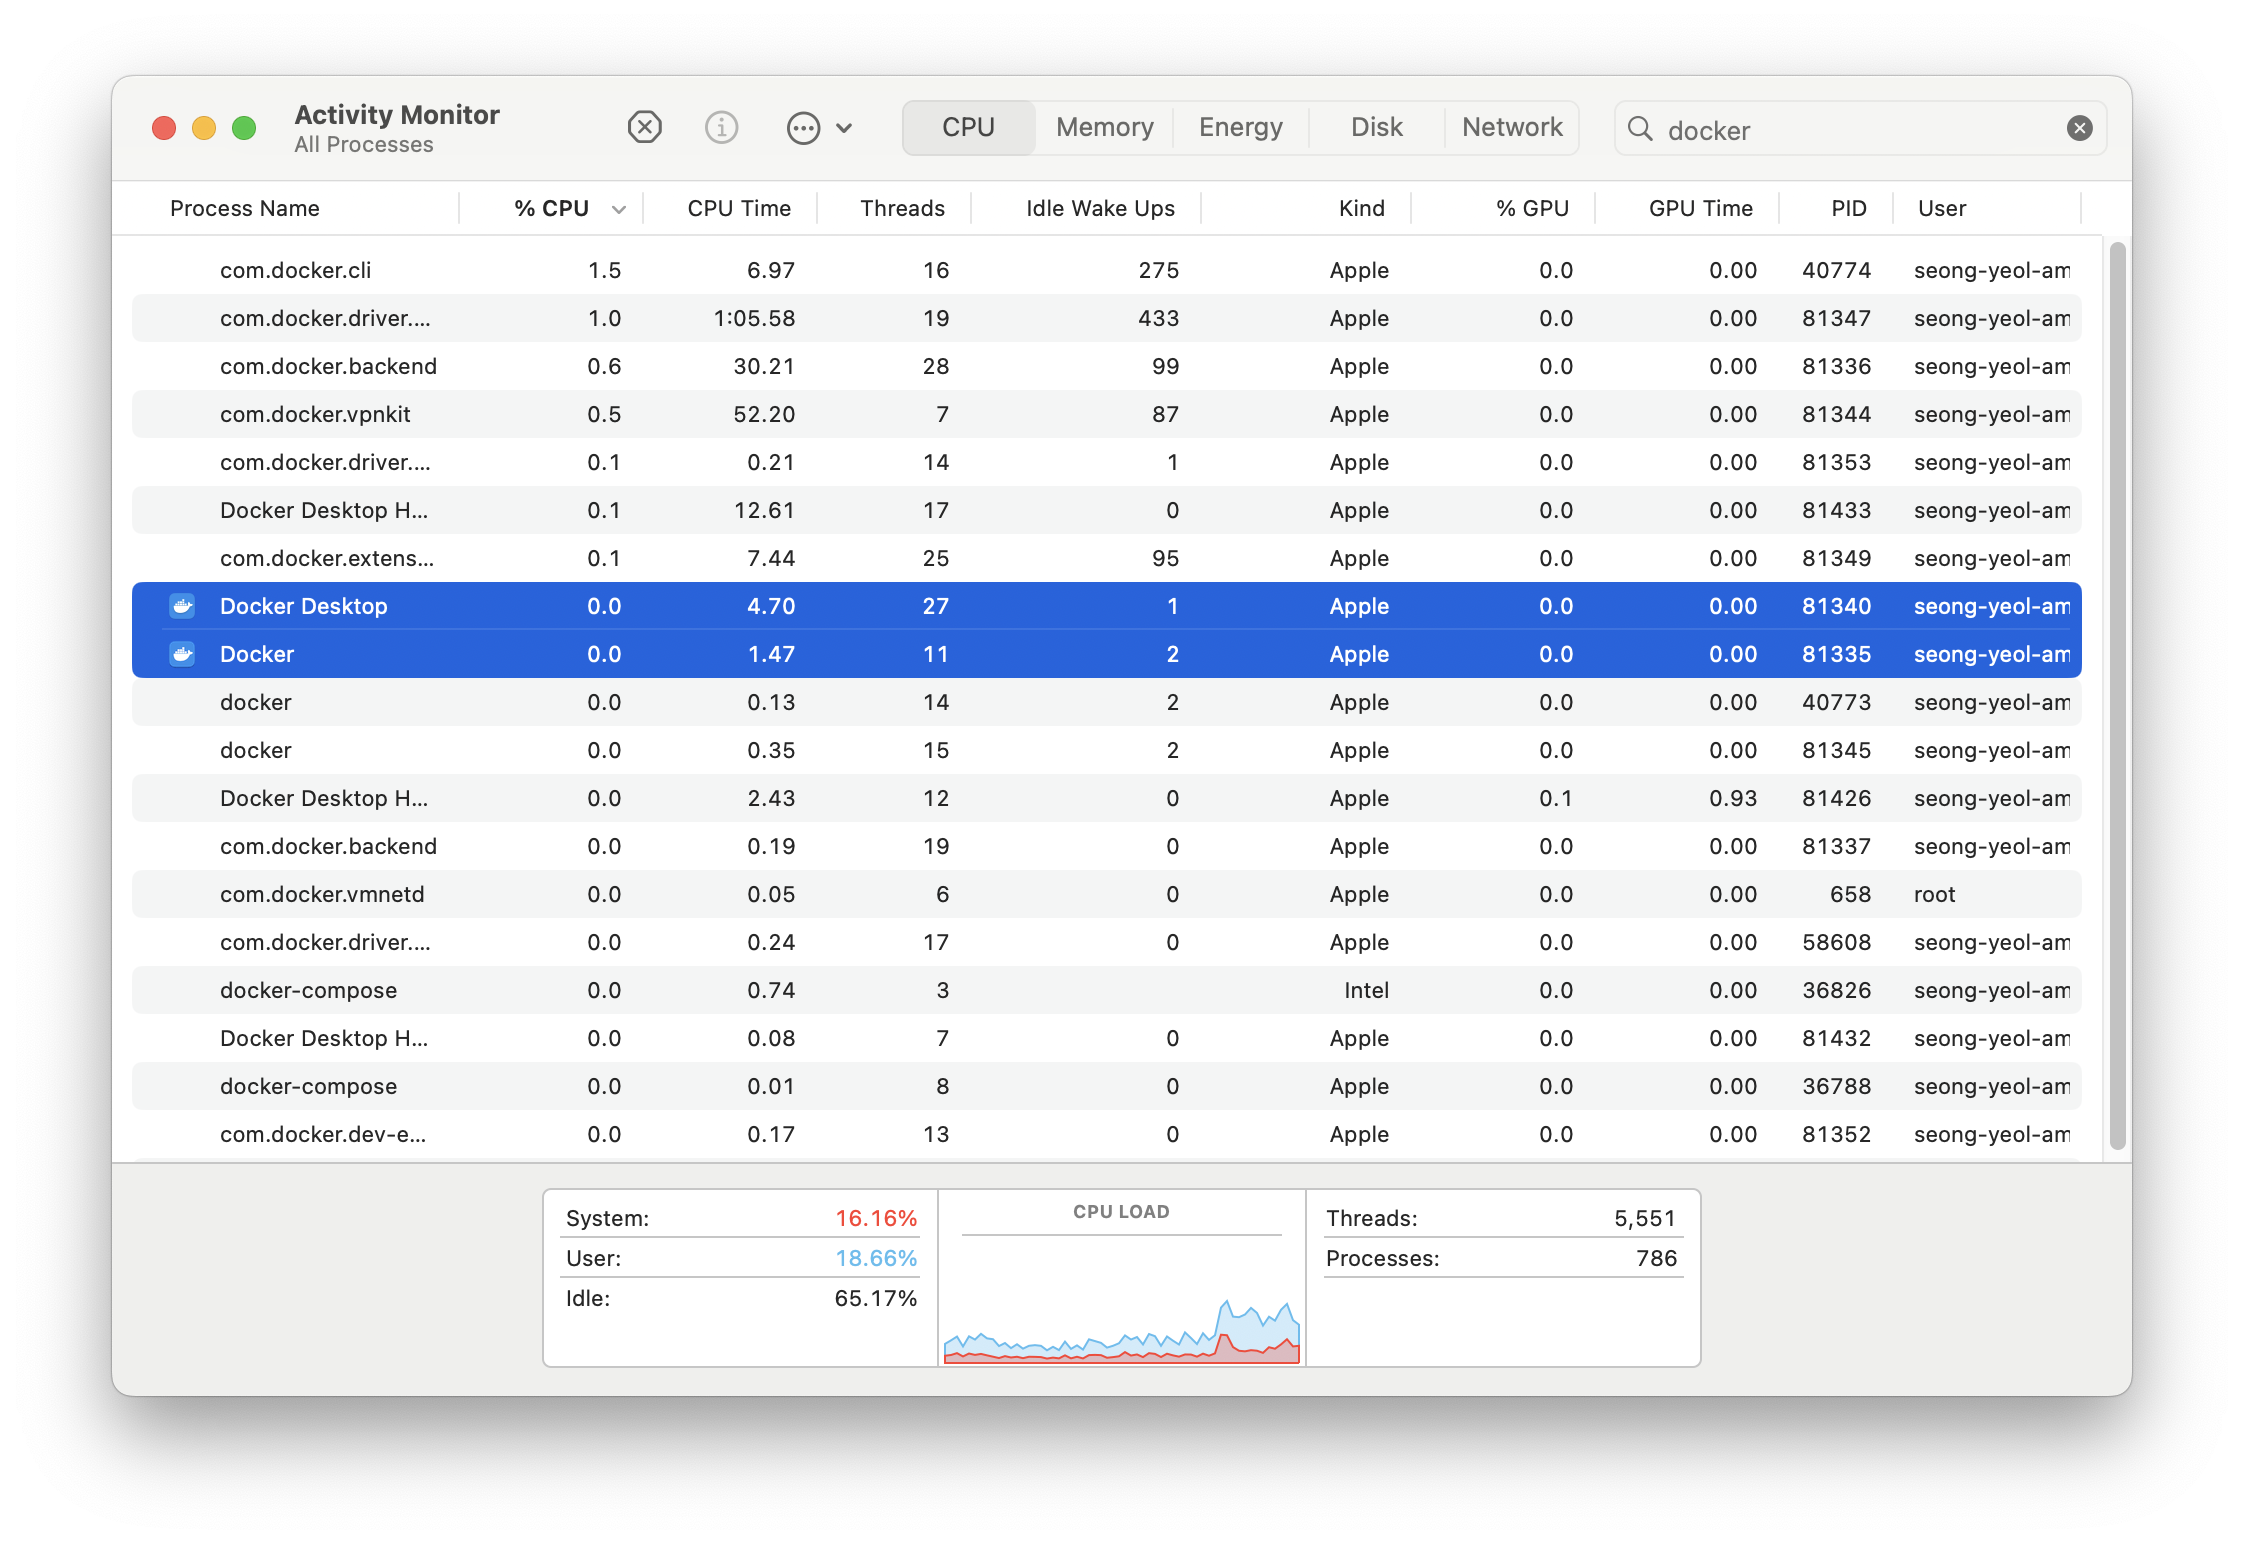 Activity Monitor
All Processes
CPU Memory Energy Disk Network
docker
Process Name % CPU CPU Time Threads Idle Wake Ups Kind % GPU GPU Time PID User
com.docker.cli 1.5 6.97 16 275 Apple 0.0 0.00 40774 seong-yeol-am
com.docker.driver.... 1.0 1:05.58 19 433 Apple 0.0 0.00 81347 seong-yeol-am
com.docker.backend 0.6 30.21 28 99 Apple 0.0 0.00 81336 seong-yeol-am
com.docker.vpnkit 0.5 52.20 7 87 Apple 0.0 0.00 81344 seong-yeol-am
com.docker.driver.... 0.1 0.21 14 1 Apple 0.0 0.00 81353 seong-yeol-am
Docker Desktop H... 0.1 12.61 17 0 Apple 0.0 0.00 81433 seong-yeol-am
com.docker.extens... 0.1 7.44 25 95 Apple 0.0 0.00 81349 seong-yeol-am
Docker Desktop 0.0 4.70 27 1 Apple 0.0 0.00 81340 seong-yeol-am
Docker 0.0 1.47 11 2 Apple 0.0 0.00 81335 seong-yeol-am
docker 0.0 0.13 14 2 Apple 0.0 0.00 40773 seong-yeol-am
docker 0.0 0.35 15 2 Apple 0.0 0.00 81345 seong-yeol-am
Docker Desktop H... 0.0 2.43 12 0 Apple 0.1 0.93 81426 seong-yeol-am
com.docker.backend 0.0 0.19 19 0 Apple 0.0 0.00 81337 seong-yeol-am
com.docker.vmnetd 0.0 0.05 6 0 Apple 0.0 0.00 658 root
com.docker.driver.... 0.0 0.24 17 0 Apple 0.0 0.00 58608 seong-yeol-am
docker-compose 0.0 0.74 3 Intel 0.0 0.00 36826 seong-yeol-am
Docker Desktop H... 0.0 0.08 7 0 Apple 0.0 0.00 81432 seong-yeol-am
docker-compose 0.0 0.01 8 0 Apple 0.0 0.00 36788 seong-yeol-am
com.docker.dev-e... 0.0 0.17 13 0 Apple 0.0 0.00 81352 seong-yeol-am
System: 16.16%
User: 18.66%
Idle: 65.17%
CPU LOAD
Threads: 5,551
Processes: 786